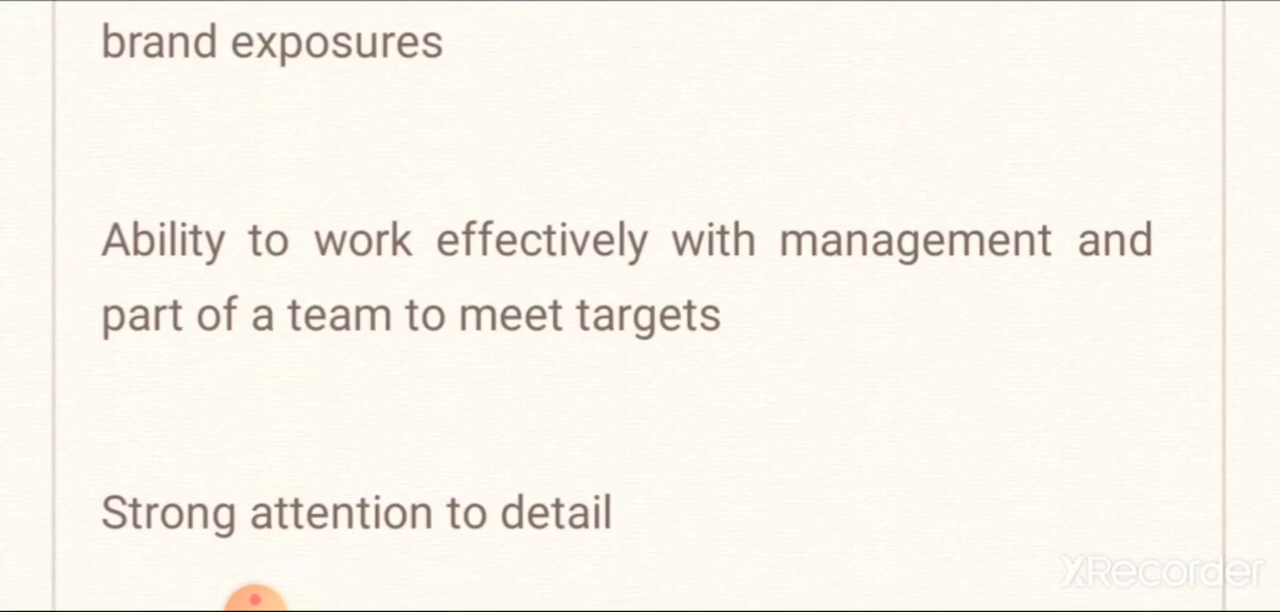 brand exposures
Ability to work effectively with management and
part of a team to meet targets
Strong attention to detail
XRecorder